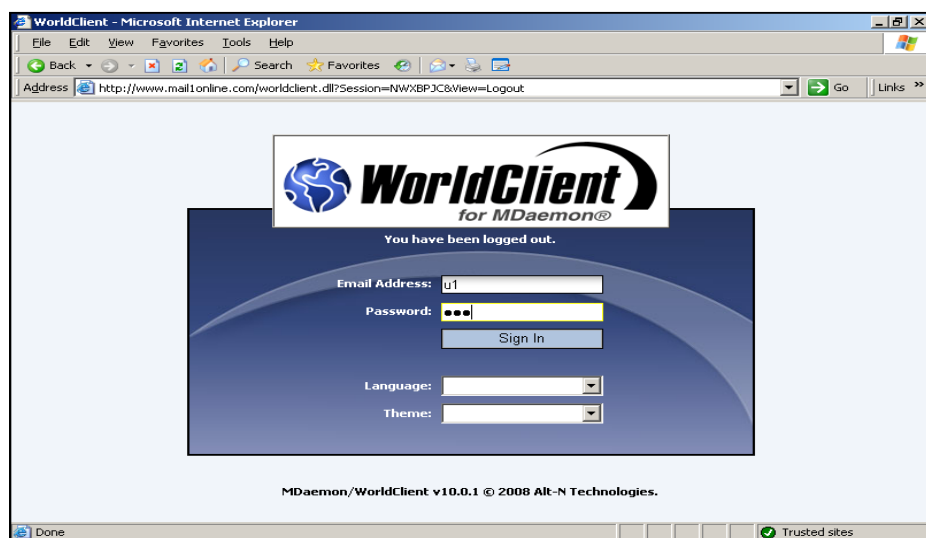 WorldClient - Microsoft Internet Explorer
File Edit View Favorites Tools Help
Back Search Favorites
Address http://www.mail1online.com/worldclient.dll?Session=NWXBPJC&View=Logout Go Links »
WorldClient
for MDaemon®
You have been logged out.
Email Address: u1
Password: •••
Sign In
Language:
Theme:
MDaemon/WorldClient v10.0.1 © 2008 Alt-N Technologies.
Done Trusted sites